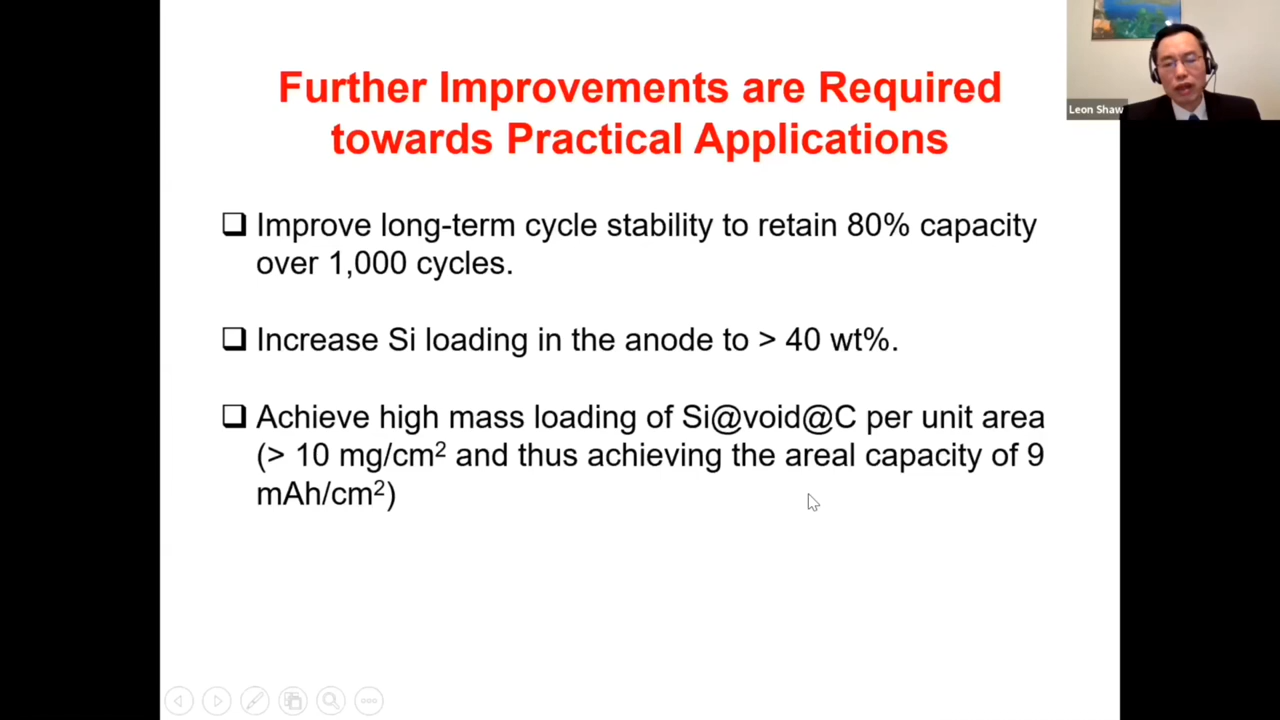 Further Improvements are Required
towards Practical Applications
Leon Shaw
Improve long-term cycle stability to retain 80% capacity
over 1,000 cycles.
Increase Si loading in the anode to > 40 wt%.
Achieve high mass loading of Si@void@C per unit area
(> 10 mg/cm² and thus achieving the areal capacity of 9
mAh/cm²)